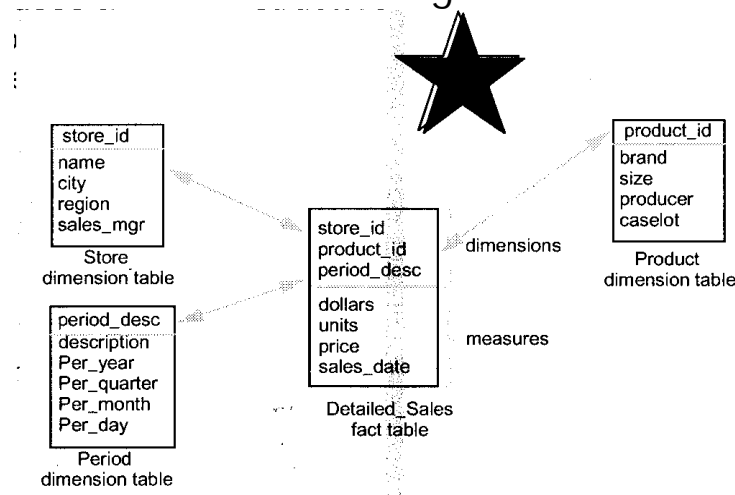 store_id
name
city
region
sales_mgr
Store
dimension table
product_id
brand
size
producer
caselot
Product
dimension table
store_id
product_id
period_desc
dollars
units
price
sales_date
dimensions
measures
Detailed_Sales
fact table
period_desc
description
Per_year
Per_quarter
Per_month
Per_day
Period
dimension table